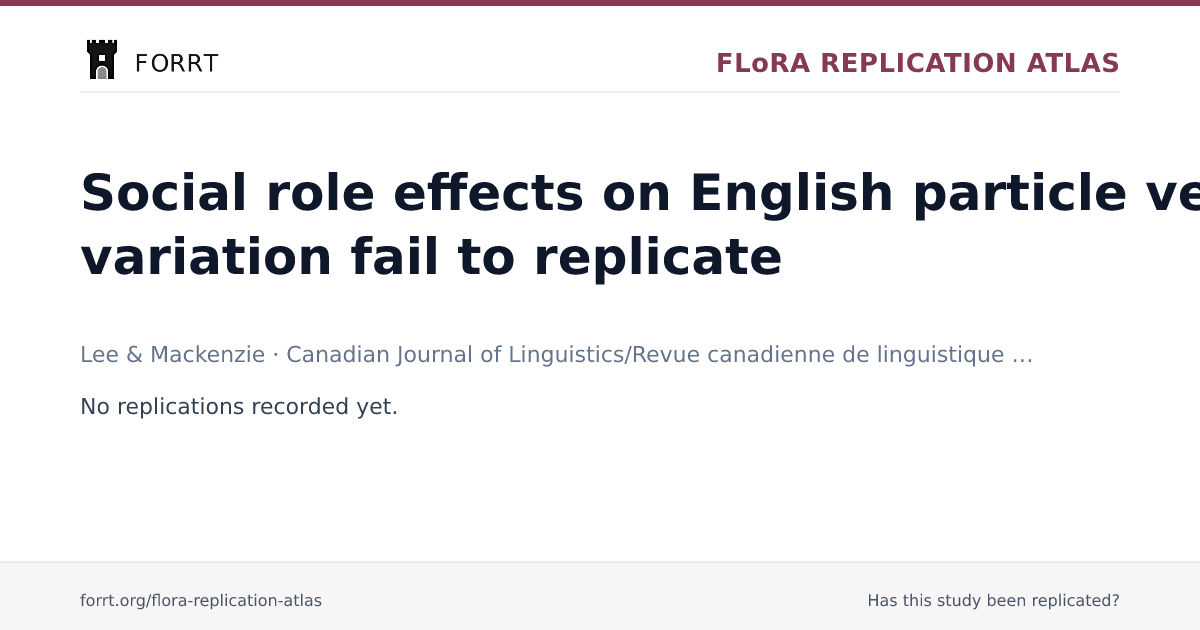 FORRT
FLoRA REPLICATION ATLAS
Social role effects on English particle
variation fail to replicate
Lee & Mackenzie · Canadian Journal of Linguistics/Revue canadienne de linguistique …
No replications recorded yet.
forrt.org/flora-replication-atlas
Has this study been replicated?